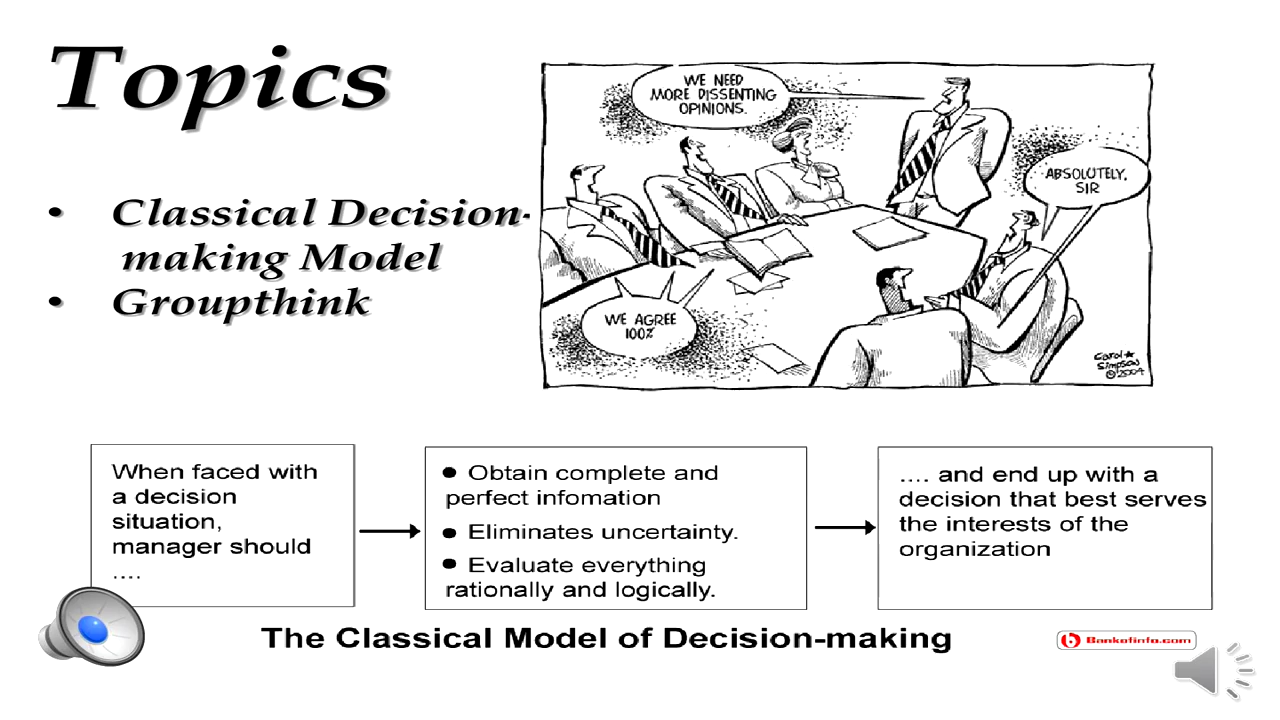 Topics
• Classical Decision-
making Model
• Groupthink
WE NEED
MORE DISSENTING
OPINIONS.
ABSOLUTELY,
SIR
WE AGREE
100%
Carol★
Simpson
©2004
When faced with
a decision
situation,
manager should
....
● Obtain complete and
perfect infomation
● Eliminates uncertainty.
● Evaluate everything
rationally and logically.
.... and end up with a
decision that best serves
the interests of the
organization
The Classical Model of Decision-making
b Bankofinfo.com